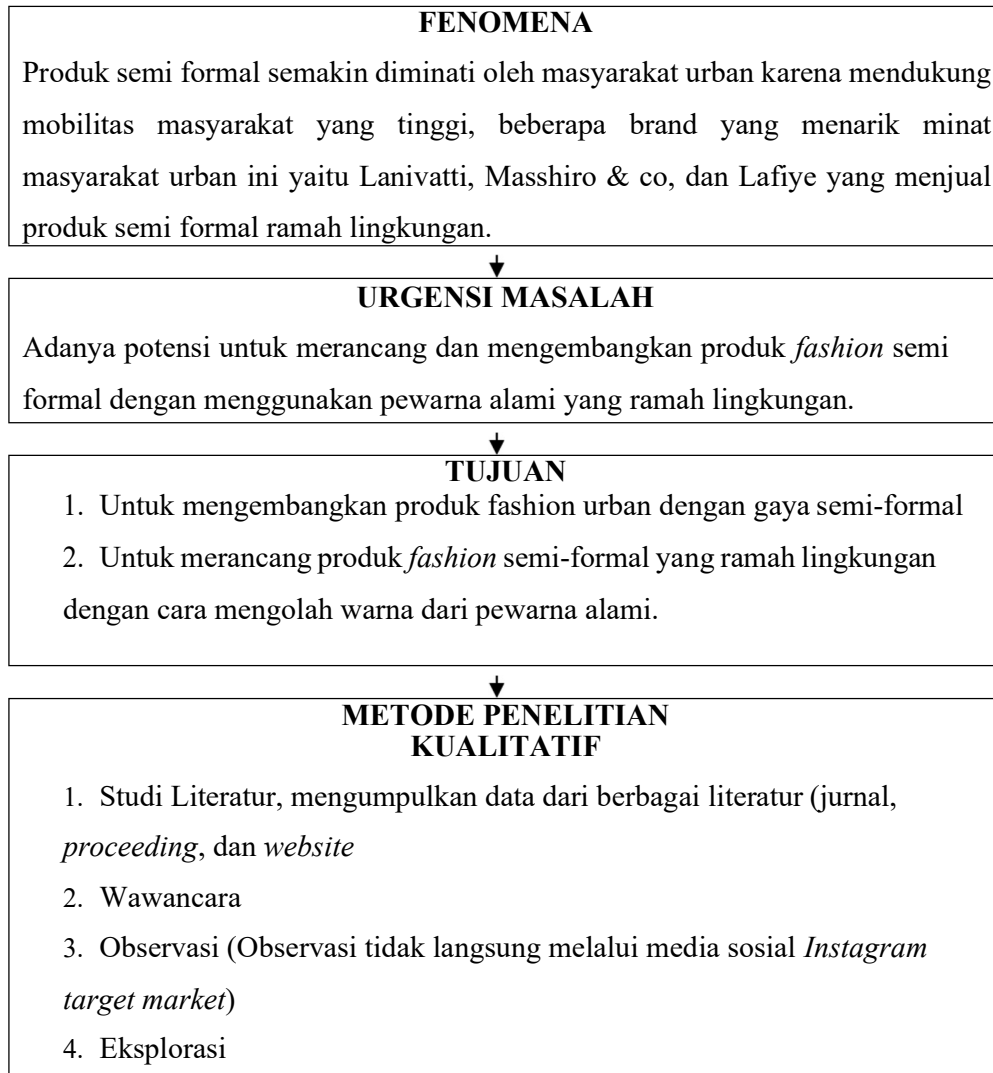 FENOMENA
Produk semi formal semakin diminati oleh masyarakat urban karena mendukung
mobilitas masyarakat yang tinggi, beberapa brand yang menarik minat
masyarakat urban ini yaitu Lanivatti, Masshiro & co, dan Lafiye yang menjual
produk semi formal ramah lingkungan.
URGENSI MASALAH
Adanya potensi untuk merancang dan mengembangkan produk fashion semi
formal dengan menggunakan pewarna alami yang ramah lingkungan.
TUJUAN
1. Untuk mengembangkan produk fashion urban dengan gaya semi-formal
2. Untuk merancang produk fashion semi-formal yang ramah lingkungan
dengan cara mengolah warna dari pewarna alami.
METODE PENELITIAN
KUALITATIF
1. Studi Literatur, mengumpulkan data dari berbagai literatur (jurnal,
proceeding, dan website
2. Wawancara
3. Observasi (Observasi tidak langsung melalui media sosial Instagram
target market)
4. Eksplorasi